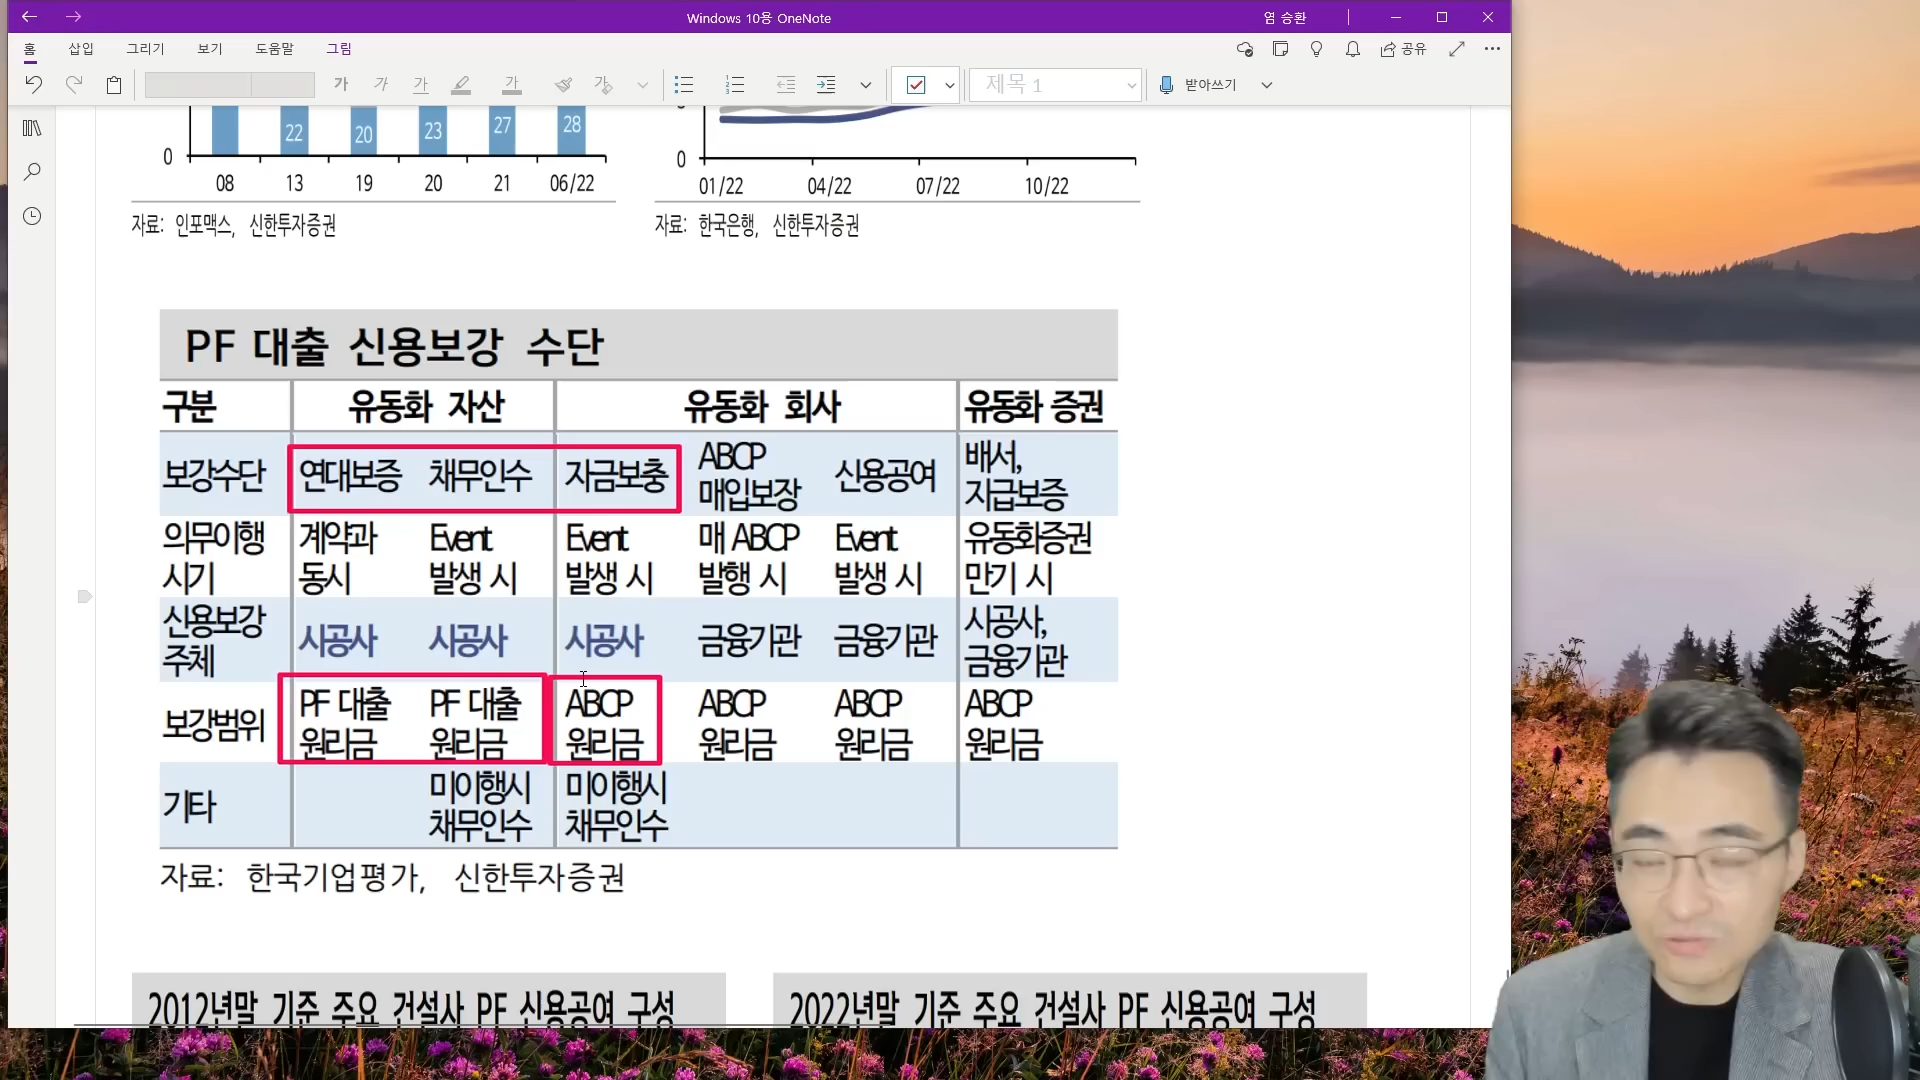 Windows 10용 OneNote
염 승환
홈 삽입 그리기 보기 도움말 그림
공유
가 가 가 가 가
제목 1
받아쓰기
22 20 23 27 28
0
08 13 19 20 21 06/22
0
01/22 04/22 07/22 10/22
자료: 인포맥스, 신한투자증권
자료: 한국은행, 신한투자증권
PF 대출 신용보강 수단
구분 유동화 자산 유동화 회사 유동화 증권
보강수단 연대보증 채무인수 자금보충 ABCP 매입보장 신용공여 배서, 지급보증
의무이행 시기 계약과 동시 Event 발생 시 Event 발생 시 매 ABCP 발행 시 Event 발생 시 유동화증권 만기 시
신용보강 주체 시공사 시공사 시공사 금융기관 금융기관 시공사, 금융기관
보강범위 PF 대출 원리금 PF 대출 원리금 ABCP 원리금 ABCP 원리금 ABCP 원리금 ABCP 원리금
기타 미이행시 채무인수 미이행시 채무인수
자료: 한국기업평가, 신한투자증권
2012년말 기준 주요 건설사 PF 신용공여 구성
2022년말 기준 주요 건설사 PF 신용공여 구성